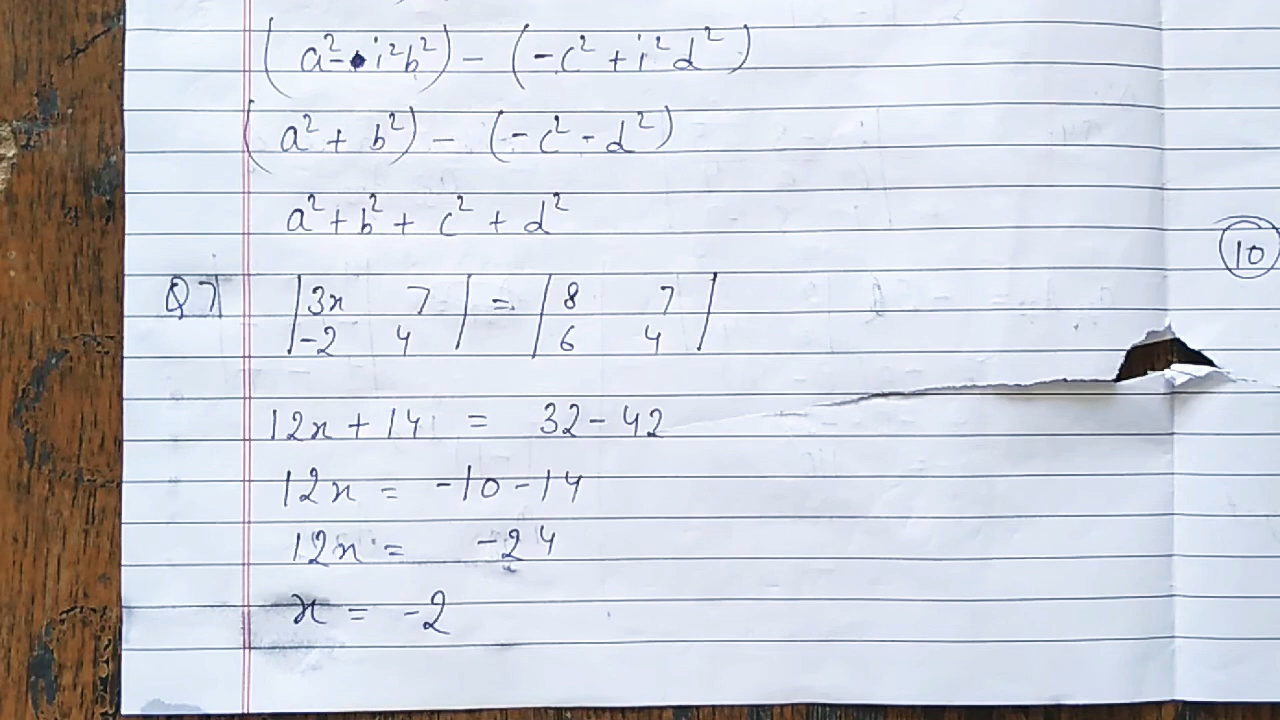 (a² - i²b²) - (-c² + i²d²)
(a² + b²) - (-c² - d²)
a² + b² + c² + d²
10
Q7 |3x 7| = |8 7|
|-2 4| |6 4|
12x + 14 = 32 - 42
12x = -10 - 14
12x = -24
x = -2